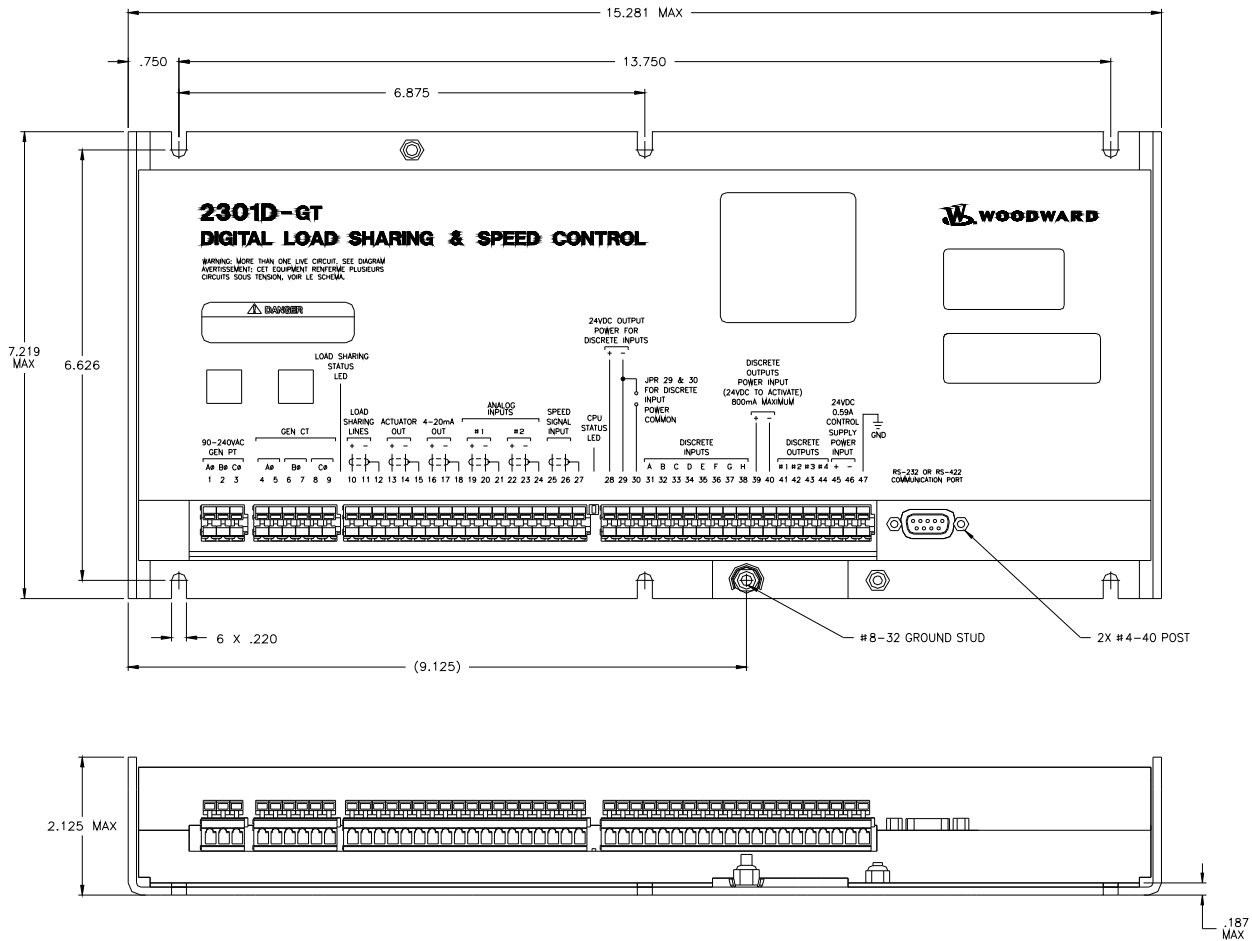 15.281 MAX
.750
13.750
6.875
7.219
MAX
6.626
2301D-GT
DIGITAL LOAD SHARING & SPEED CONTROL
WARNING: MORE THAN ONE LIVE CIRCUIT. SEE DIAGRAM
AVERTISSEMENT: CET EQUIPMENT RENFERME PLUSIEURS
CIRCUITS SOUS TENSION, VOIR LE SCHEMA.
WOODWARD
DANGER
LOAD SHARING
STATUS
LED
24VDC OUTPUT
POWER FOR
DISCRETE INPUTS
+ −
JPR 29 & 30
FOR DISCRETE
INPUT
POWER
COMMON
DISCRETE
OUTPUTS
POWER INPUT
(24VDC TO ACTIVATE)
800mA MAXIMUM
+ −
24VDC
0.59A
CONTROL
SUPPLY
POWER
INPUT
+ −
GND
90-240VAC
GEN PT
AØ BØ CØ
GEN CT
AØ BØ CØ
LOAD
SHARING
LINES
+ −
ACTUATOR
OUT
+ −
4-20mA
OUT
+ −
ANALOG
INPUTS
#1 #2
+ − + −
SPEED
SIGNAL
INPUT
+ −
CPU
STATUS
LED
DISCRETE
INPUTS
A B C D E F G H
DISCRETE
OUTPUTS
#1 #2 #3 #4
1 2 3 4 5 6 7 8 9 10 11 12 13 14 15 16 17 18 19 20 21 22 23 24 25 26 27 28 29 30 31 32 33 34 35 36 37 38 39 40 41 42 43 44 45 46 47
RS-232 OR RS-422
COMMUNICATION PORT
6 X .220
#8-32 GROUND STUD
2X #4-40 POST
(9.125)
2.125 MAX
.187
MAX